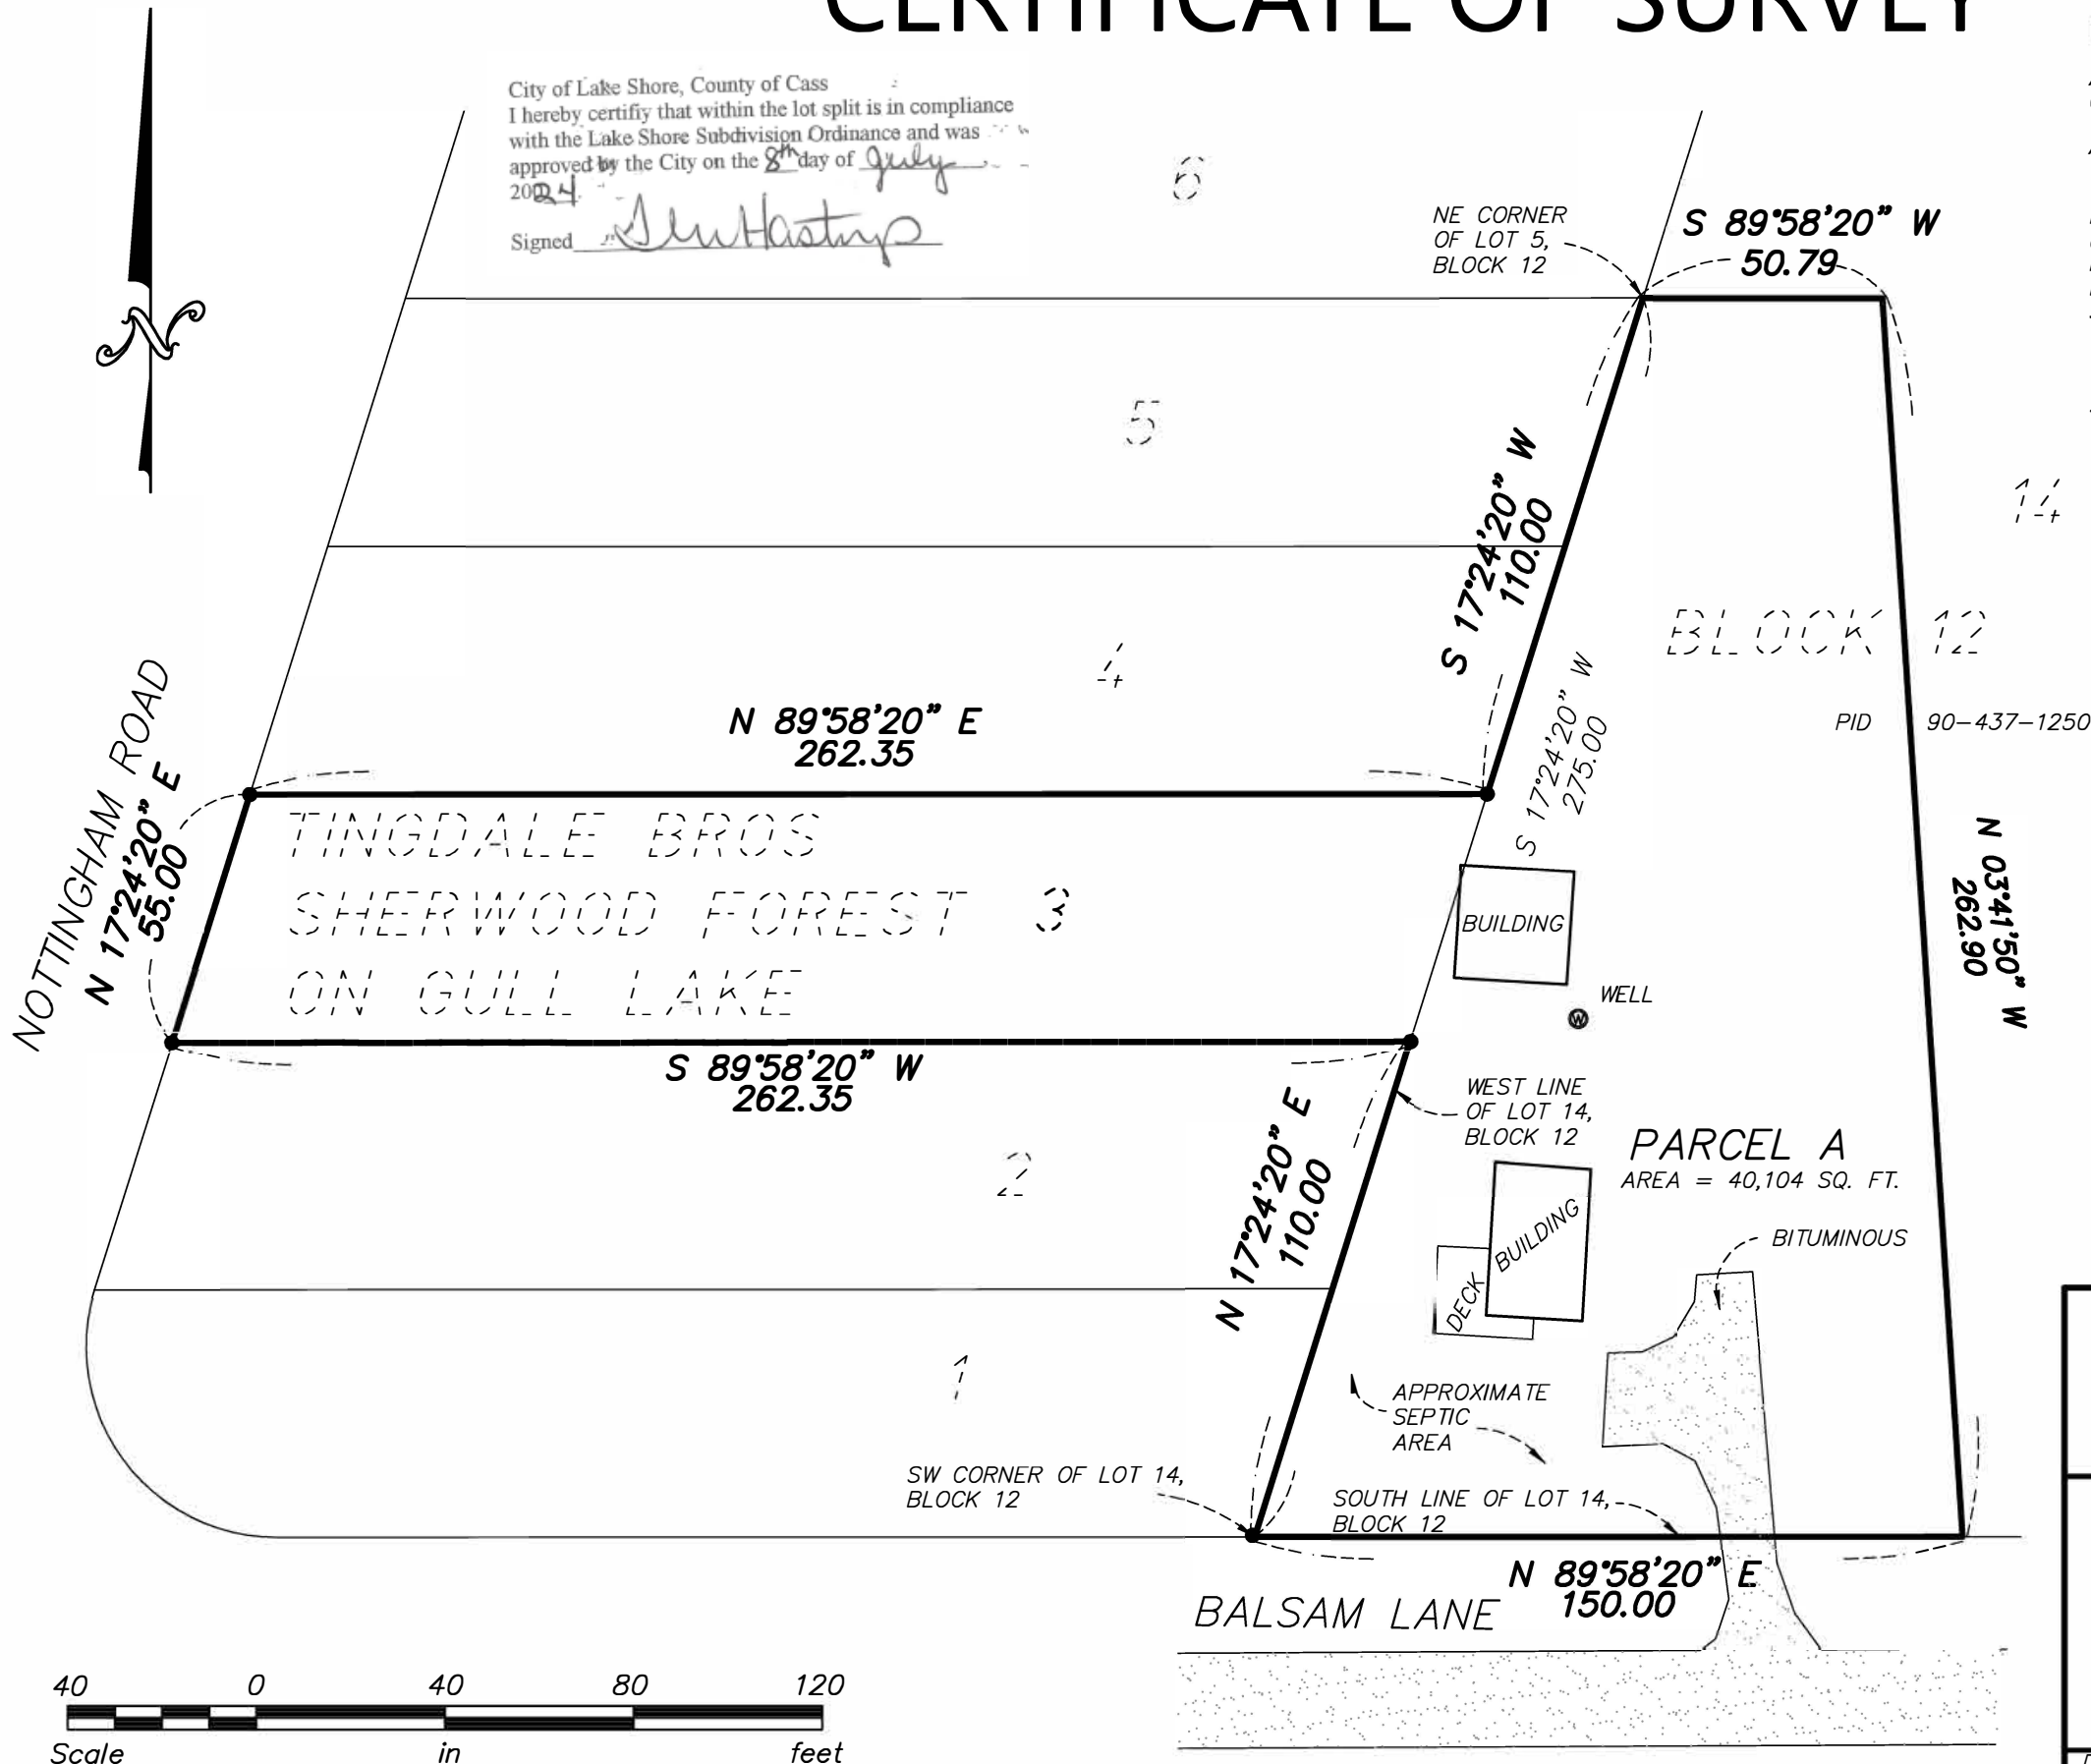 CERTIFICATE OF SURVEY
City of Lake Shore, County of Cass
I hereby certifiy that within the lot split is in compliance
with the Lake Shore Subdivision Ordinance and was
approved by the City on the 8th day of July
2024.
Signed
N
6
NE CORNER
OF LOT 5,
BLOCK 12
S 89°58'20" W
50.79
5
S 17°24'20" W
110.00
14
BLOCK 12
4
S 17°24'20" W
275.00
PID 90-437-1250
N 89°58'20" E
262.35
NOTTINGHAM ROAD
N 17°24'20" E
55.00
TINGDALE BROS
SHERWOOD FOREST 3
ON GULL LAKE
BUILDING
N 03°41'50" W
262.90
WELL
W
S 89°58'20" W
262.35
WEST LINE
OF LOT 14,
BLOCK 12
N 17°24'20" E
110.00
PARCEL A
AREA = 40,104 SQ. FT.
2
BUILDING
DECK
BITUMINOUS
1
APPROXIMATE
SEPTIC
AREA
SW CORNER OF LOT 14,
BLOCK 12
SOUTH LINE OF LOT 14,
BLOCK 12
N 89°58'20" E
150.00
BALSAM LANE
40 0 40 80 120
Scale in feet